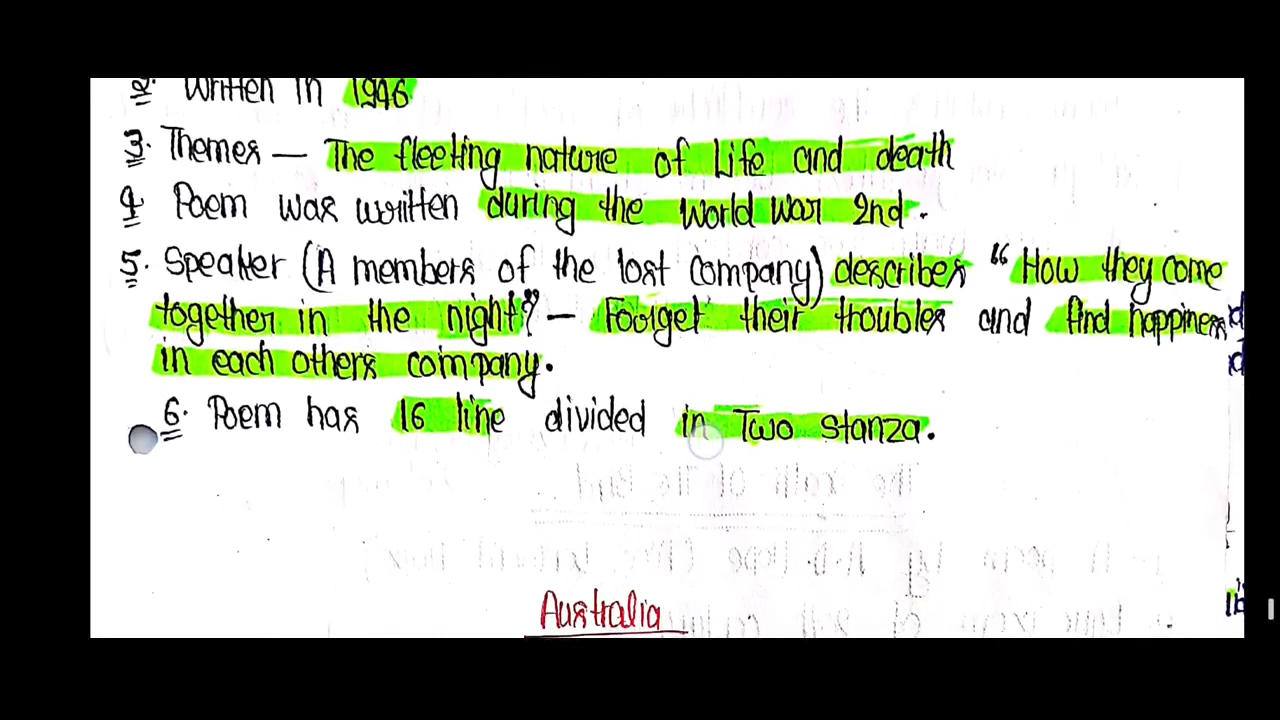 2. Written in 1946
3. Themes — The fleeting nature of Life and death
4 Poem was written during the World War 2nd.
5. Speaker (A members of the lost company) describes "How they come
together in the night" — Forget their troubles and find happiness
in each others company.
6. Poem has 16 line divided in Two stanza.
Australia